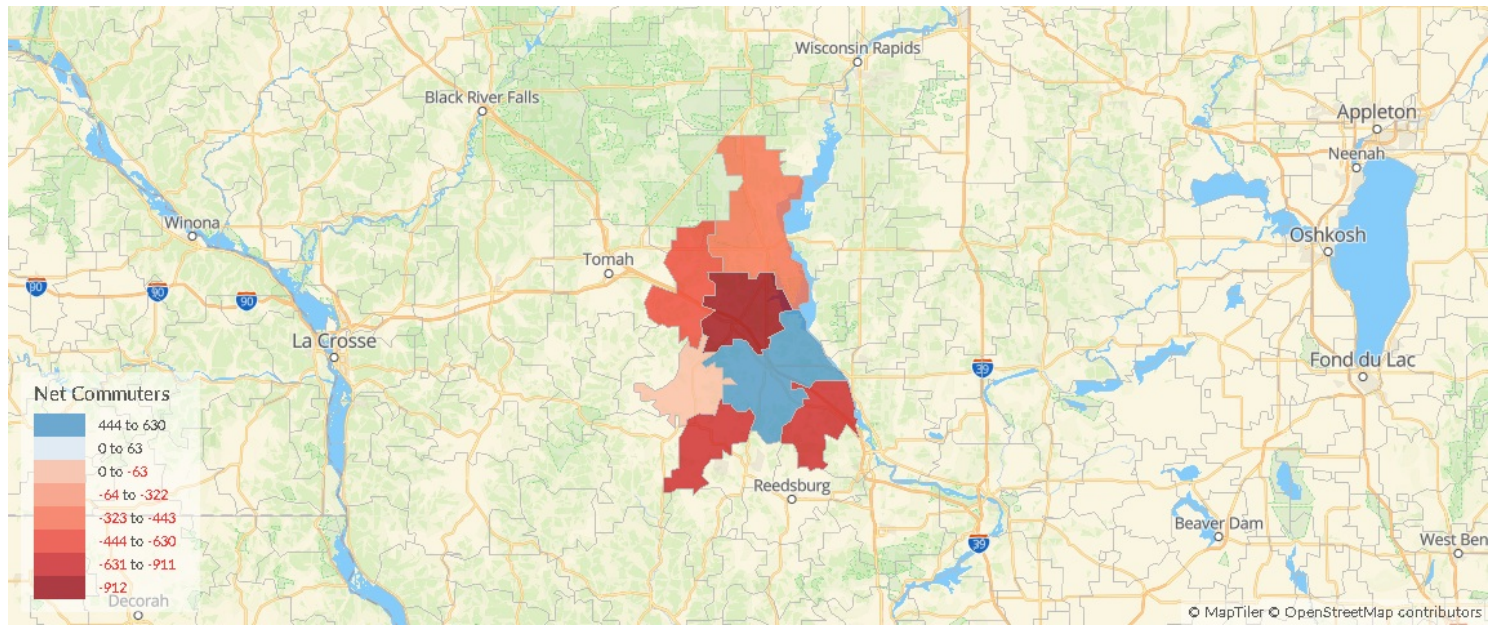 Wisconsin Rapids
Black River Falls
Appleton
Neenah
Winona
Oshkosh
Tomah
90
90
90
La Crosse
Fond du Lac
39
Net Commuters
444 to 630
0 to 63
0 to -63
-64 to -322
-323 to -443
-444 to -630
-631 to -911
-912
Reedsburg
Beaver Dam
39
West Ben
Decorah
© MapTiler © OpenStreetMap contributors